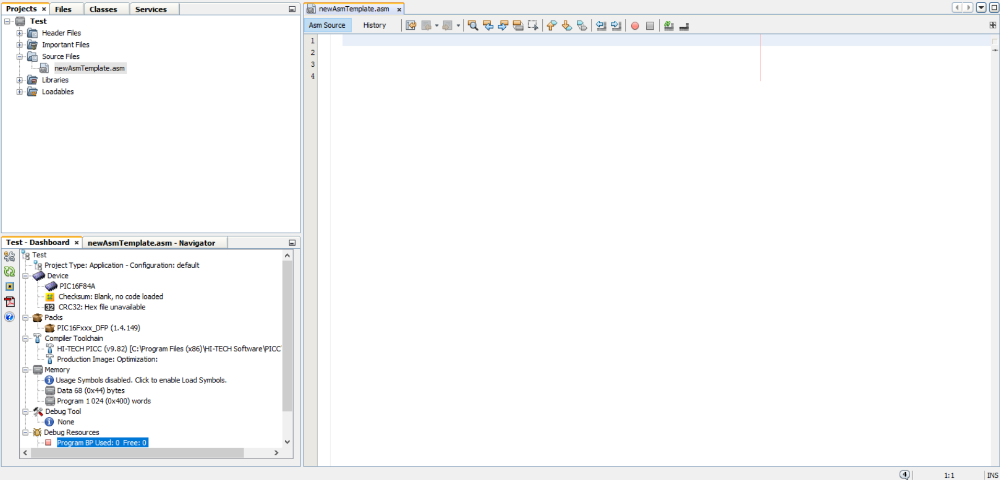 Projects
Files
Classes
Services
Test
Header Files
Important Files
Source Files
newAsmTemplate.asm
Libraries
Loadables
Test - Dashboard
newAsmTemplate.asm - Navigator
Test
Project Type: Application - Configuration: default
Device
PIC16F84A
Checksum: Blank, no code loaded
32 CRC32: Hex file unavailable
Packs
PIC16Fxxx_DFP (1.4.149)
Compiler Toolchain
HI-TECH PICC (v9.82) [C:\Program Files (x86)\HI-TECH Software\PICC
Production Image: Optimization:
Memory
Usage Symbols disabled. Click to enable Load Symbols.
Data 68 (0x44) bytes
Program 1 024 (0x400) words
Debug Tool
None
Debug Resources
Program BP Used: 0 Free: 0
newAsmTemplate.asm
Asm Source
History
1
2
3
4
4
1:1
INS